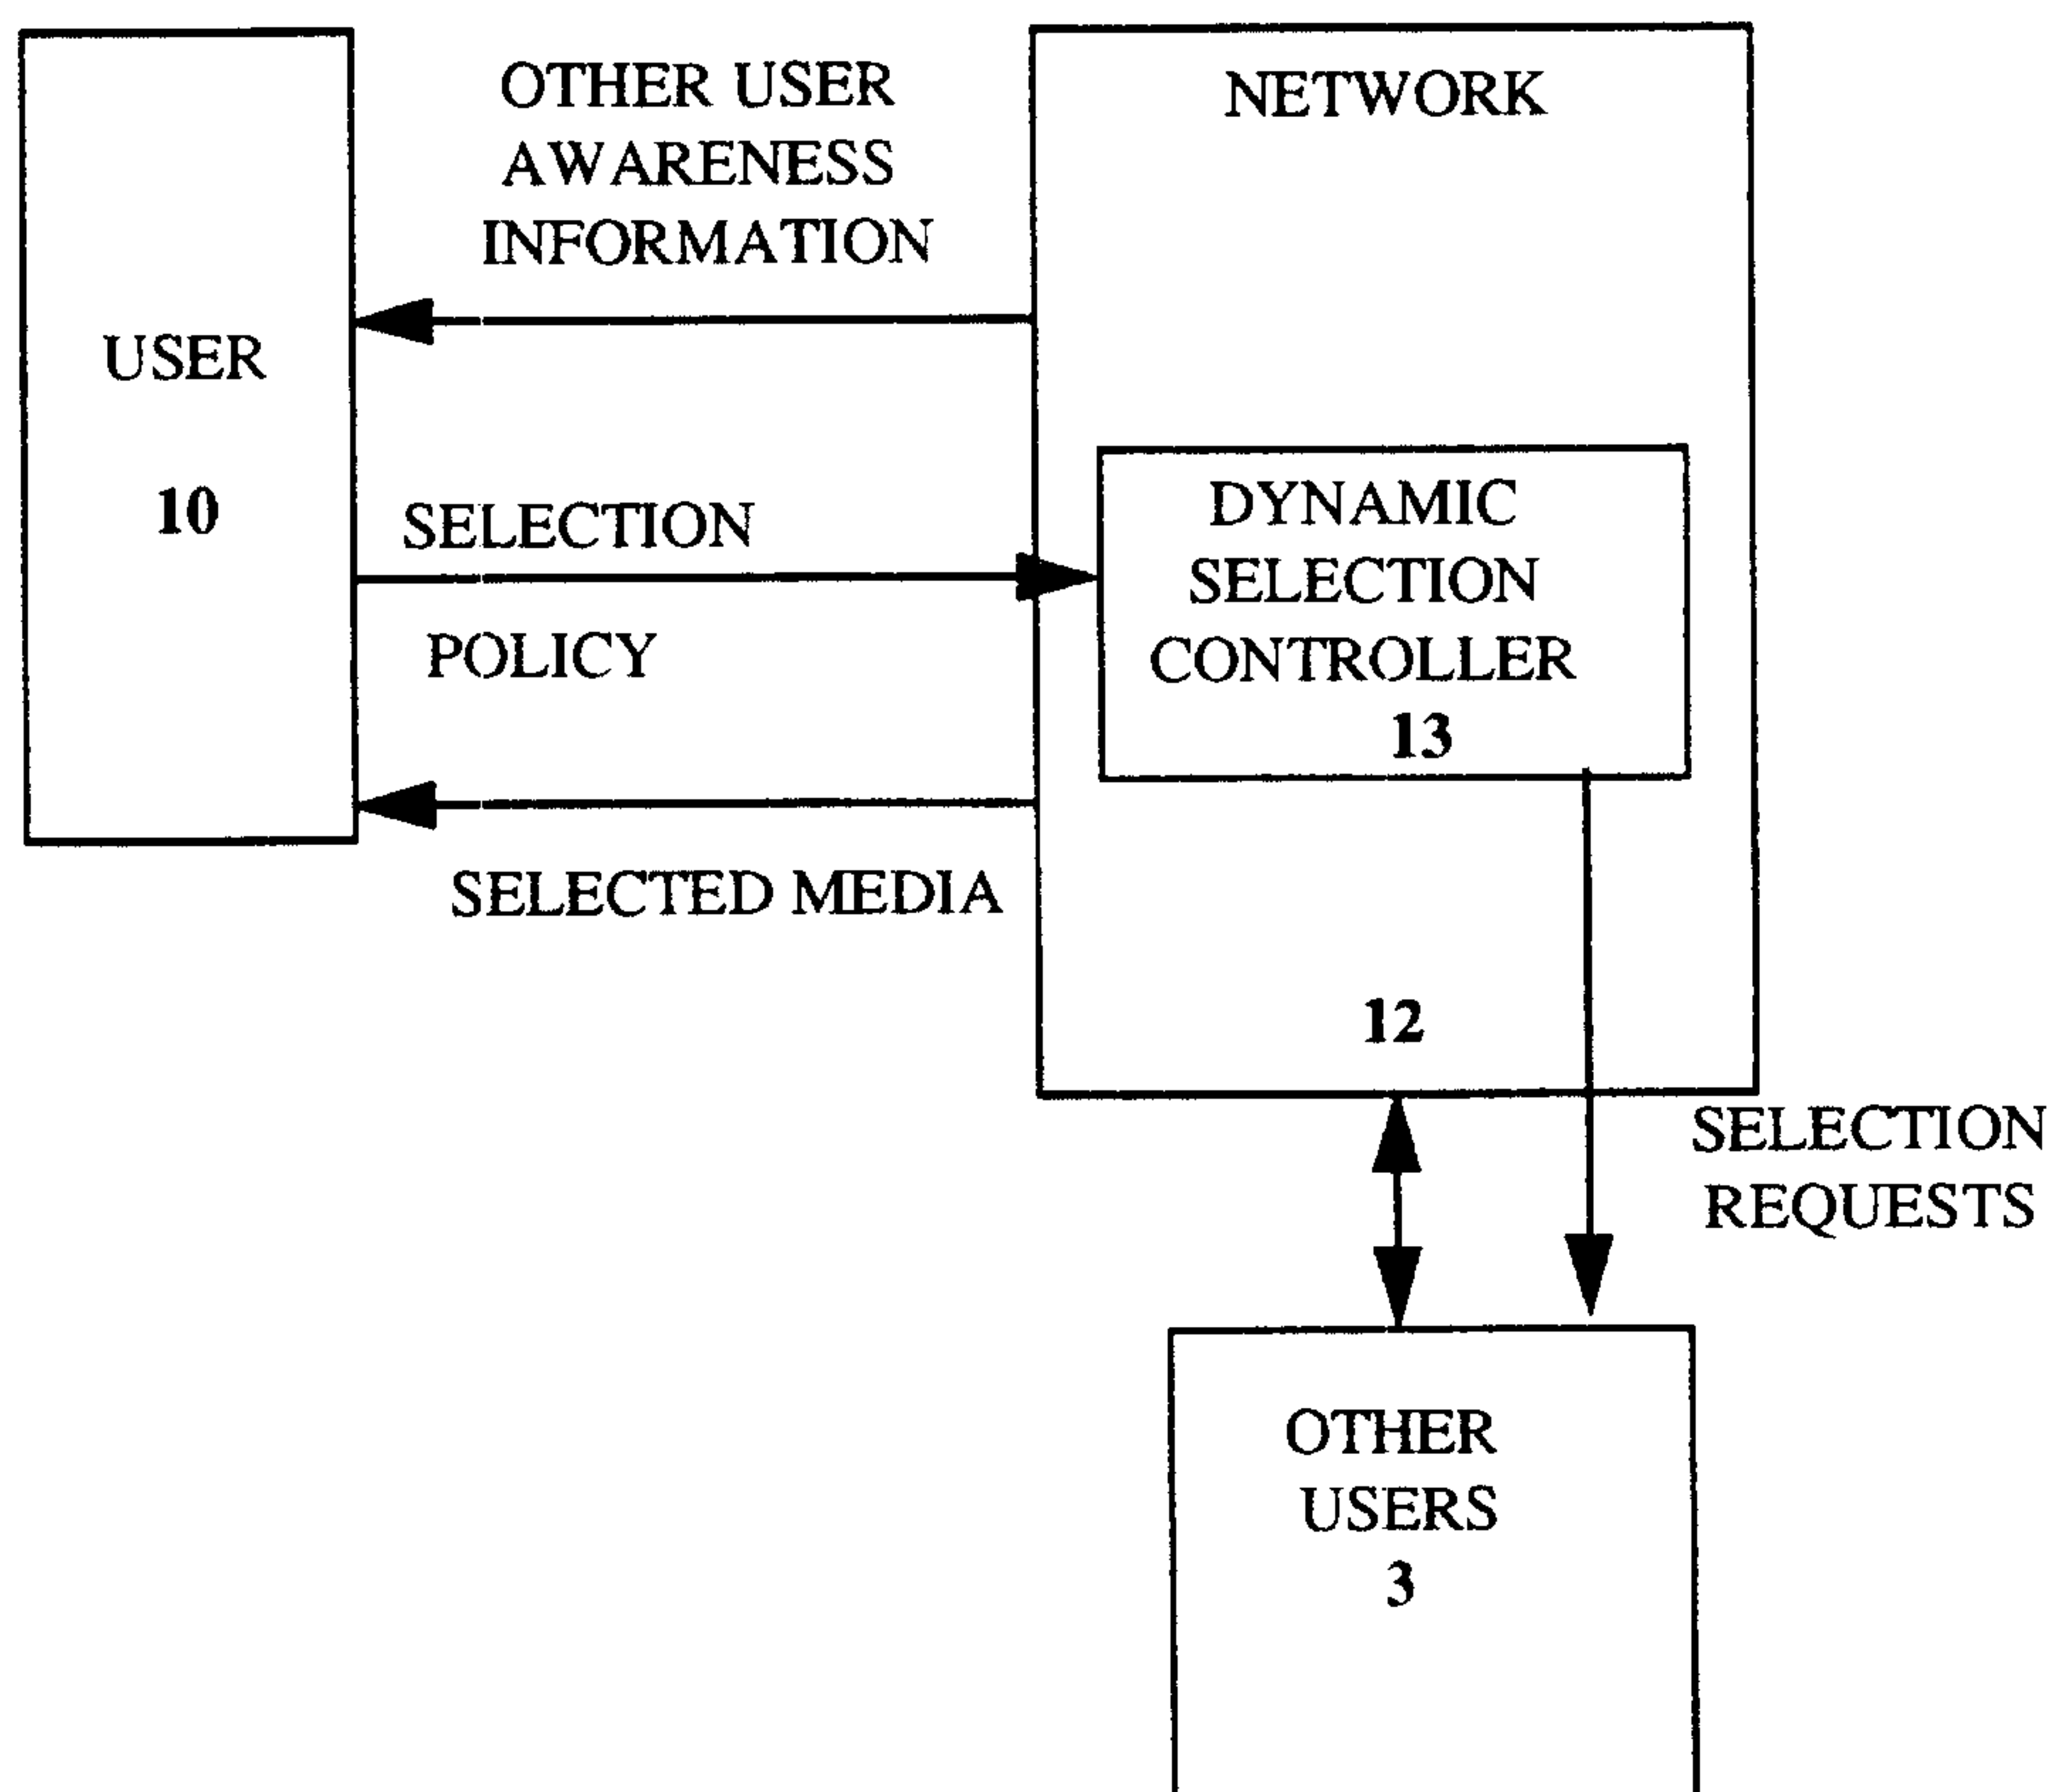 OTHER USER
AWARENESS
INFORMATION
NETWORK
USER
10
SELECTION
POLICY
DYNAMIC
SELECTION
CONTROLLER
13
SELECTED MEDIA
12
SELECTION
REQUESTS
OTHER
USERS
3